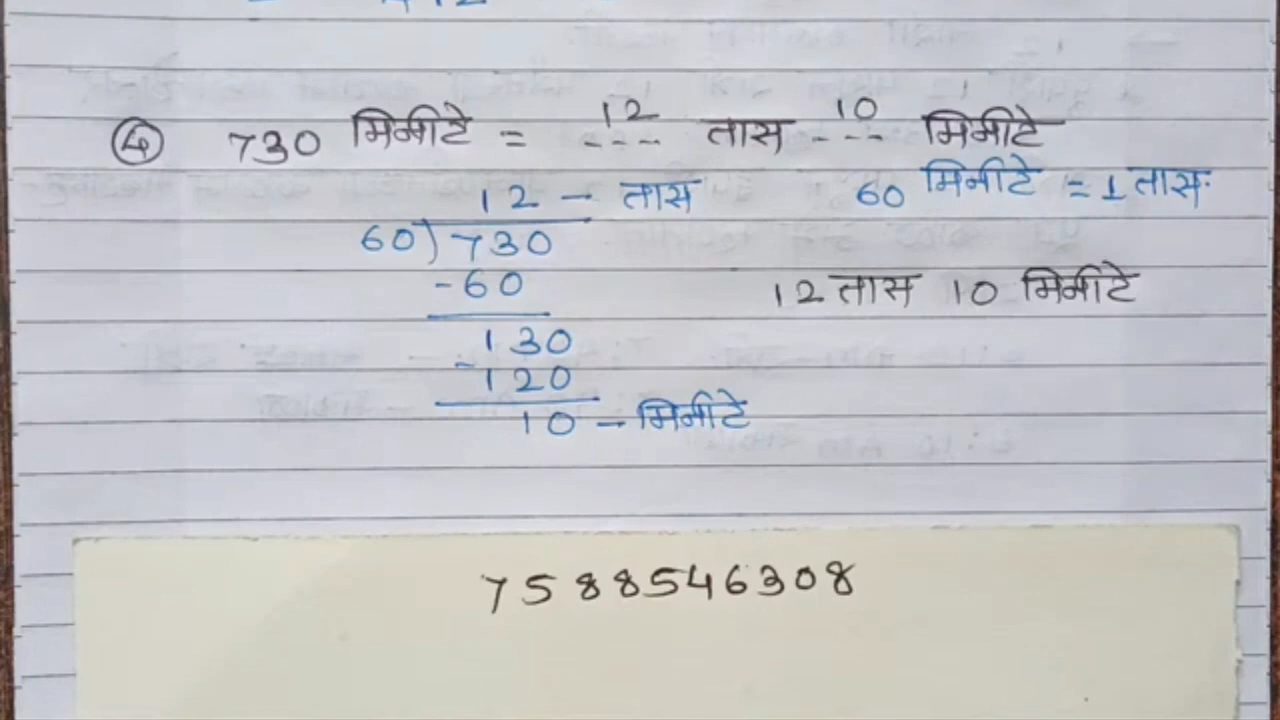 ④ 730 मिनीटे = 12 तास 10 मिनीटे
12 – तास
60 मिनीटे = 1 तास.
60) 730
- 60
12 तास 10 मिनीटे
130
- 120
10 – मिनीटे
7588546308